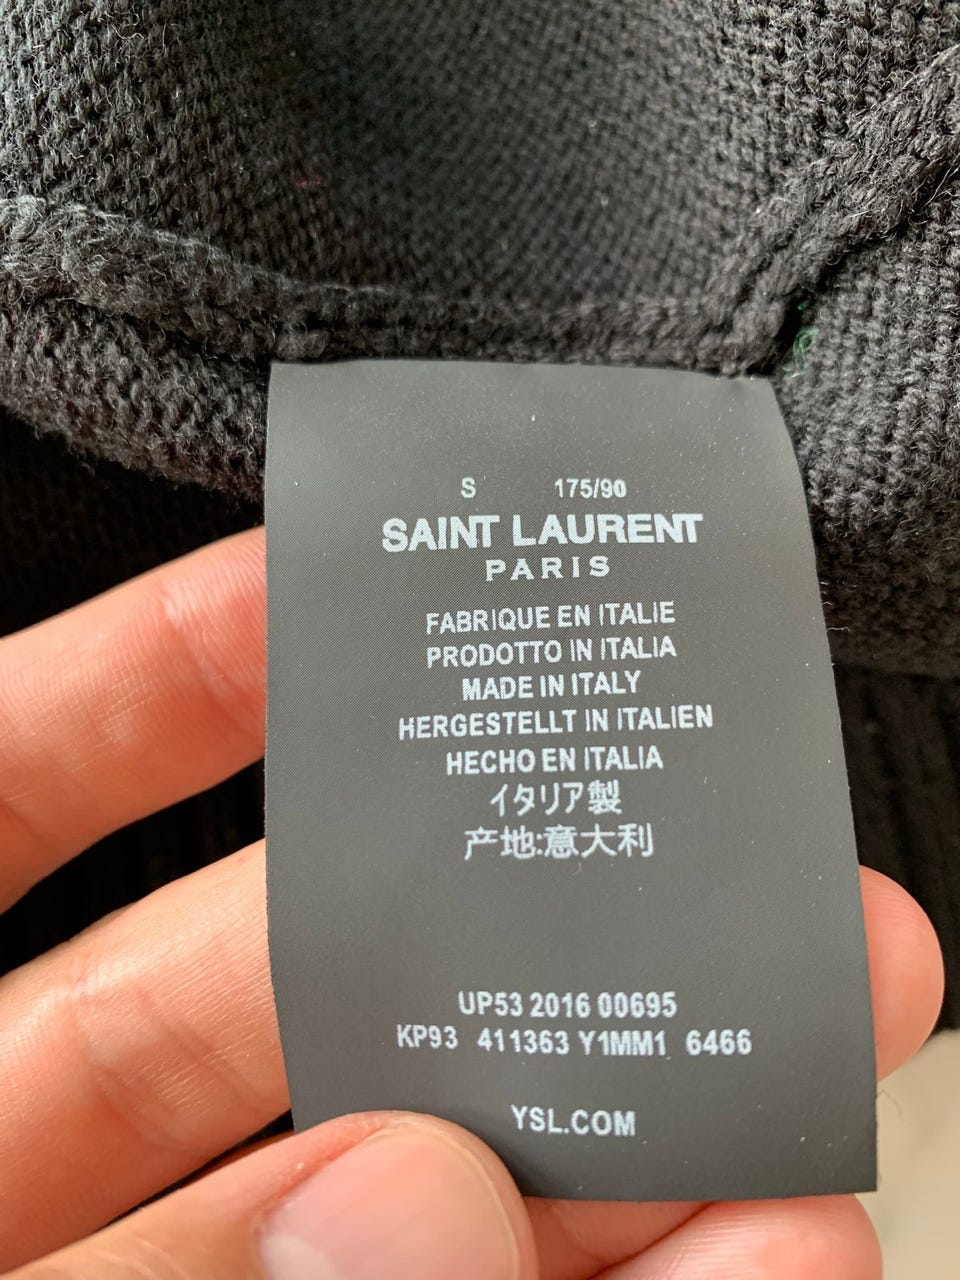 S 175/90
SAINT LAURENT
PARIS
FABRIQUE EN ITALIE
PRODOTTO IN ITALIA
MADE IN ITALY
HERGESTELLT IN ITALIEN
HECHO EN ITALIA
イタリア製
产地:意大利
UP53 2016 00695
KP93 411363 Y1MM1 6466
YSL.COM